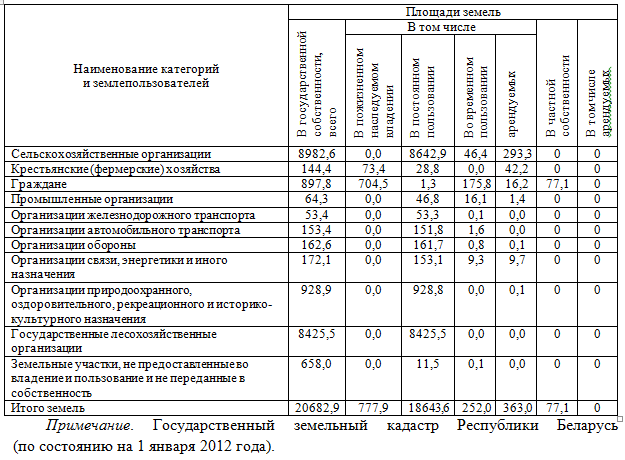 Наименование категорий
и землепользователей
Площади земель
В государственной
собственности,
всего
В том числе
В пожизненном
наследуемом
владении
В постоянном
пользовании
Во временном
пользовании
арендуемых
В частной
собственности
В томчисле
арендуемых
Сельскохозяйственные организации 8982,6 0,0 8642,9 46,4 293,3 0 0
Крестьянские (фермерские) хозяйства 144,4 73,4 28,8 0,0 42,2 0 0
Граждане 897,8 704,5 1,3 175,8 16,2 77,1 0
Промышленные организации 64,3 0,0 46,8 16,1 1,4 0 0
Организации железнодорожного транспорта 53,4 0,0 53,3 0,1 0,0 0 0
Организации автомобильного транспорта 153,4 0,0 151,8 1,6 0,0 0 0
Организации обороны 162,6 0,0 161,7 0,8 0,1 0 0
Организации связи, энергетики и иного 172,1 0,0 153,1 9,3 9,7 0 0
назначения
Организации природоохранного, 928,9 0,0 928,8 0,0 0,1 0 0
оздоровительного, рекреационного и историко-
культурного назначения
Государственные лесохозяйственные 8425,5 0,0 8425,5 0,0 0,0 0 0
организации
Земельные участки, не предоставленные во 658,0 0,0 11,5 0,1 0,0 0 0
владение и пользование и не переданные в
собственность
Итого земель 20682,9 777,9 18643,6 252,0 363,0 77,1 0
Примечание. Государственный земельный кадастр Республики Беларусь
(по состоянию на 1 января 2012 года).